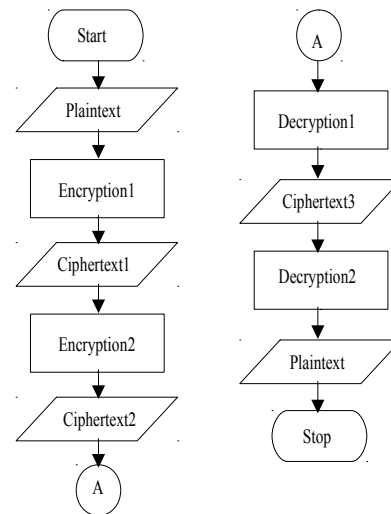 Start
Plaintext
Encryption1
Ciphertext1
Encryption2
Ciphertext2
A
A
Decryption1
Ciphertext3
Decryption2
Plaintext
Stop